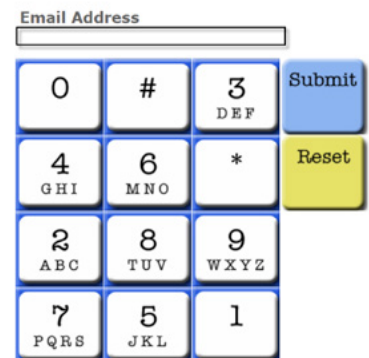 Email Address
0 # 3 Submit
DEF
4 6 * Reset
GHI MNO
2 8 9
ABC TUV WXYZ
7 5 1
PQRS JKL